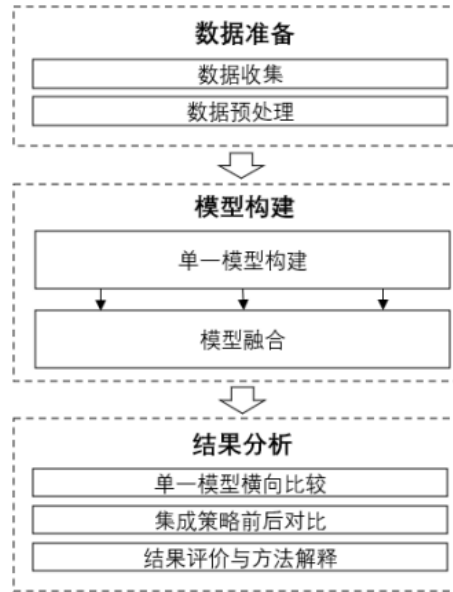 数据准备
数据收集
数据预处理
模型构建
单一模型构建
模型融合
结果分析
单一模型横向比较
集成策略前后对比
结果评价与方法解释